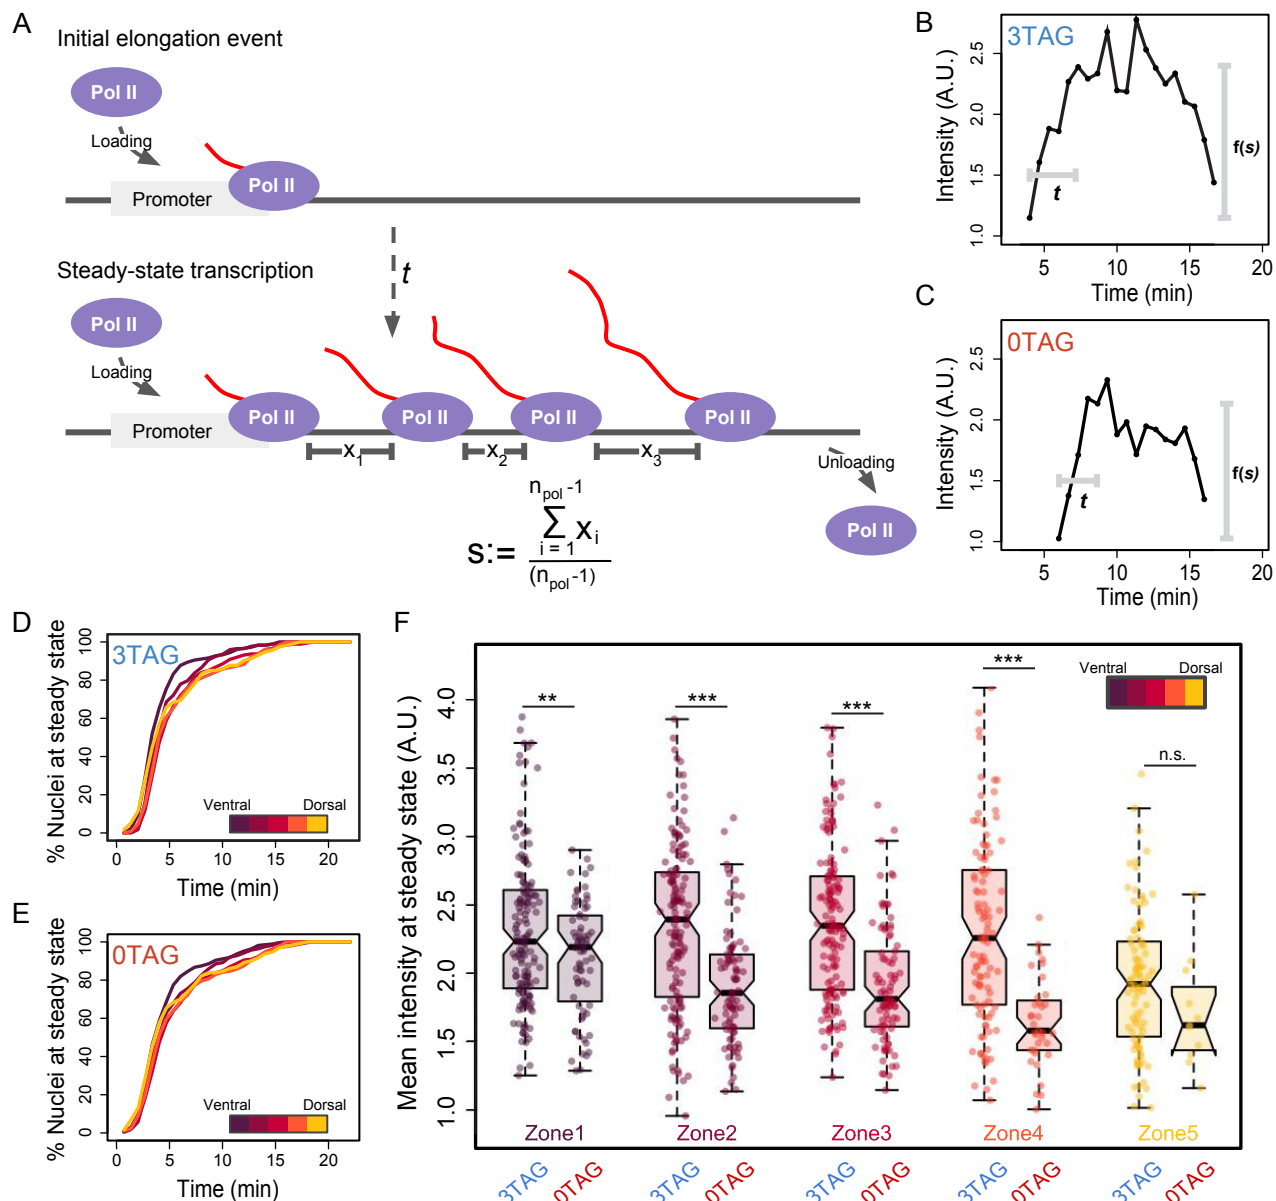 A
Initial elongation event
Pol II
Loading
Pol II
Promoter
t
Steady-state transcription
Pol II
Loading
Pol II
Pol II
Pol II
Pol II
Promoter
x1
x2
x3
Unloading
Pol II
s:= n_pol -1 ∑ i = 1 x_i / (n_pol -1)
B
3TAG
Intensity (A.U.)
2.5
2.0
1.5
1.0
t
f(s)
5 10 15 20
Time (min)
C
0TAG
Intensity (A.U.)
2.5
2.0
1.5
1.0
t
f(s)
5 10 15 20
Time (min)
D
3TAG
% Nuclei at steady state
100
80
60
40
20
0
Ventral Dorsal
0 5 10 15 20
Time (min)
E
0TAG
% Nuclei at steady state
100
80
60
40
20
0
Ventral Dorsal
0 5 10 15 20
Time (min)
F
Mean intensity at steady state (A.U.)
4.0
3.5
3.0
2.5
2.0
1.5
1.0
Ventral Dorsal
**
***
***
***
n.s.
Zone1 Zone2 Zone3 Zone4 Zone5
3TAG 0TAG 3TAG 0TAG 3TAG 0TAG 3TAG 0TAG 3TAG 0TAG